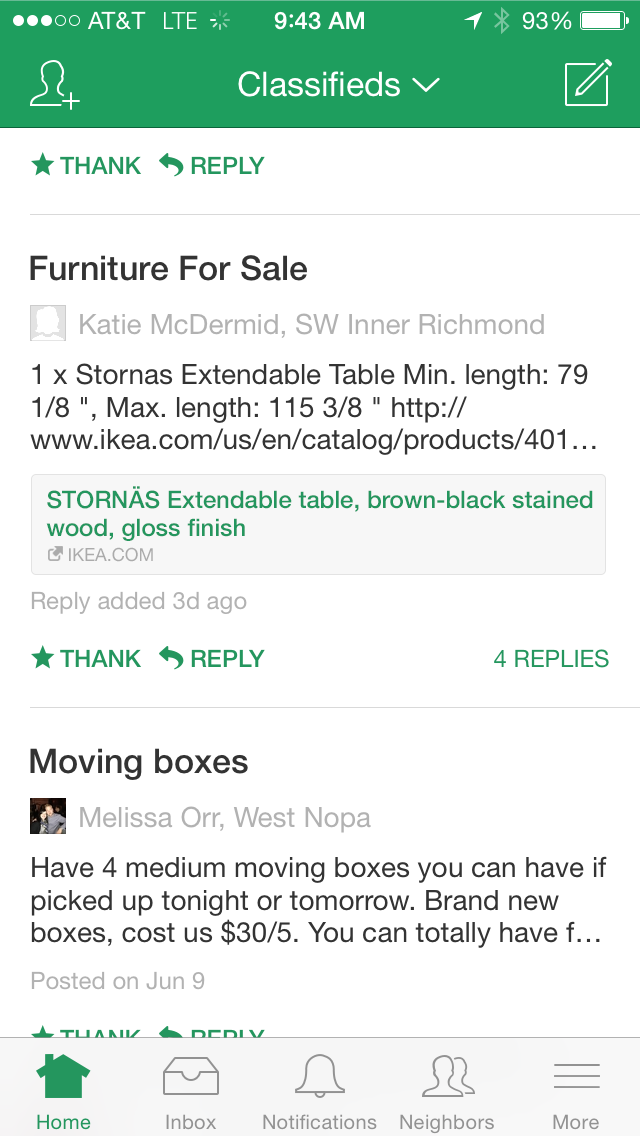 AT&T LTE 9:43 AM 93%
Classifieds
THANK REPLY
Furniture For Sale
Katie McDermid, SW Inner Richmond
1 x Stornas Extendable Table Min. length: 79
1/8 ", Max. length: 115 3/8 " http://
www.ikea.com/us/en/catalog/products/401...
STORNÄS Extendable table, brown-black stained
wood, gloss finish
IKEA.COM
Reply added 3d ago
THANK REPLY 4 REPLIES
Moving boxes
Melissa Orr, West Nopa
Have 4 medium moving boxes you can have if
picked up tonight or tomorrow. Brand new
boxes, cost us $30/5. You can totally have f...
Posted on Jun 9
THANK REPLY
Home Inbox Notifications Neighbors More